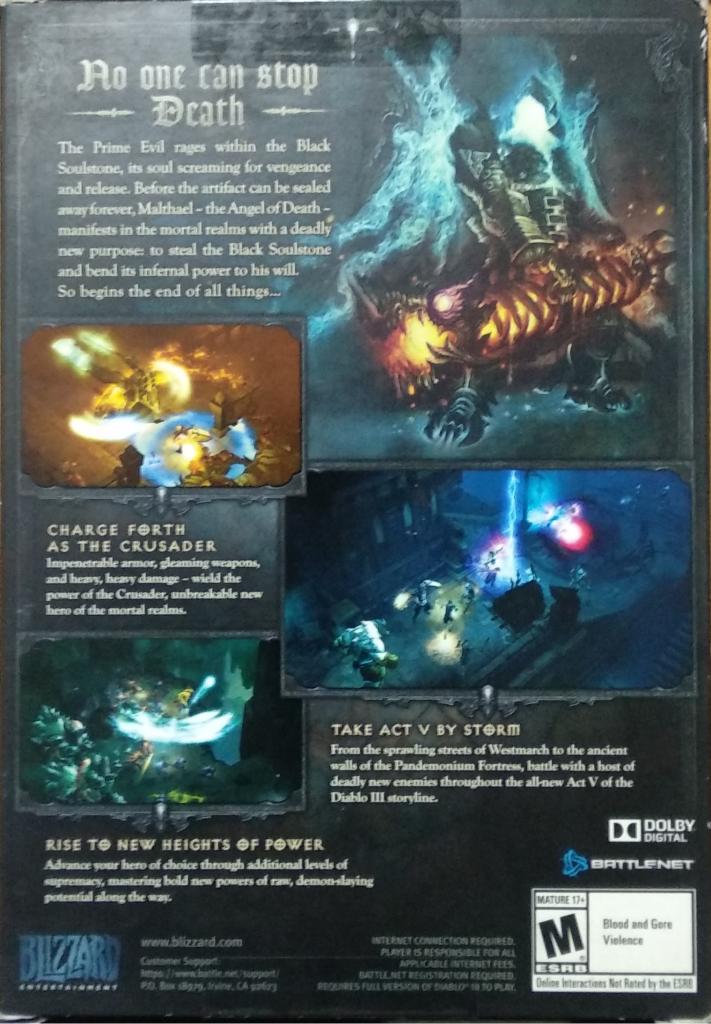 No one can stop
Death
The Prime Evil rages within the Black
Soulstone, its soul screaming for vengeance
and release. Before the artifact can be sealed
away forever, Malthael – the Angel of Death –
manifests in the mortal realms with a deadly
new purpose: to steal the Black Soulstone
and bend its infernal power to his will.
So begins the end of all things...
CHARGE FORTH
AS THE CRUSADER
Impenetrable armor, gleaming weapons,
and heavy, heavy damage – wield the
power of the Crusader, unbreakable new
hero of the mortal realms.
TAKE ACT V BY STORM
From the sprawling streets of Westmarch to the ancient
walls of the Pandemonium Fortress, battle with a host of
deadly new enemies throughout the all-new Act V of the
Diablo III storyline.
RISE TO NEW HEIGHTS OF POWER
Advance your hero of choice through additional levels of
supremacy, mastering bold new powers of raw, demon-slaying
potential along the way.
DOLBY
DIGITAL
BATTLE.NET
MATURE 17+
M
ESRB
Blood and Gore
Violence
Online Interactions Not Rated by the ESRB
BLIZZARD
ENTERTAINMENT
www.blizzard.com
Customer Support:
https://www.battle.net/support/
P.O. Box 18979, Irvine, CA 92623
INTERNET CONNECTION REQUIRED.
PLAYER IS RESPONSIBLE FOR ALL
APPLICABLE INTERNET FEES.
BATTLE.NET REGISTRATION REQUIRED.
REQUIRES FULL VERSION OF DIABLO® III TO PLAY.